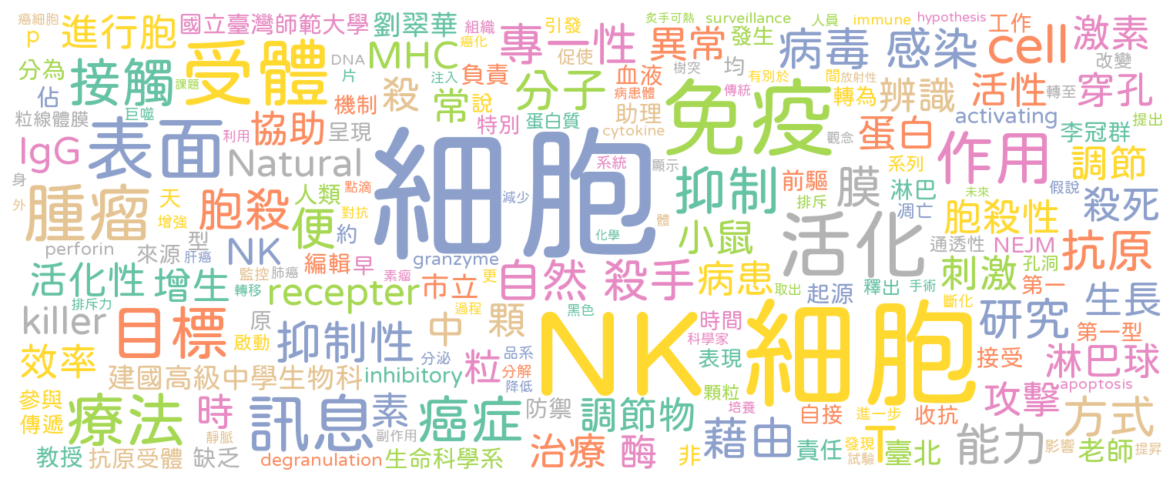 癌細胞
p
進行胞
國立臺灣師範大學
受體
劉翠華
MHC
組織
癌化
引發
專一性
炙手可熱
促使
surveillance
異常
人員
發生
immune
病毒 感染
hypothesis
cell
工作
激素
改變
分為
佔
接觸
DNA
片
課題
注入
機制
殺
負責
常
說
分子
血液
病患體
助理
樹突
均
傳統
有別於
間
放射性
轉為
辨識
活性
轉至
穿孔
提出
粒線體膜
巨噬
利用
協助
呈現
特別
蛋白質
cytokine
免疫
觀念
蛋白
activating
李冠群
IgG
表面
Natural
細胞
系統
顯示
抑制
前驅
排斥
膜
系列
淋巴
凋亡
作用
未來
假說
調節
身
外
腫瘤
天
增強
胞殺
人類
點滴
對抗
減少
體
小鼠
胞殺性
殺死
perforin
來源
型
肝癌
NK
便
約
granzyme
化學
活化
通透性
NEJM
孔洞
抗原
活化性
排斥力
增生
轉移
監控
肺癌
編輯
早
素瘤
recepter
市立
更
過程
自然 殺手
取出
病患
起源
釋出
手術
刺激
斷化
第一
生長
killer
目標
原
啟動
抑制性
分泌
中
顆
品系
黑色
NK細胞
時間
科學家
表現
研究
接受
第一型
淋巴球
效率
建國高級中學生物科
inhibitory
粒
分解
降低
顆粒
培養
自接
進一步
收抗
攻擊
apoptosis
參與
傳遞
療法
時
靜脈
訊息
素
副作用
癌症
防禦
調節物
藉由
責任
發現
試驗
T
臺北
能力
影響
方式
老師
提昇
教授
抗原受體
缺乏
degranulation
生命科學系
治療
酶
非